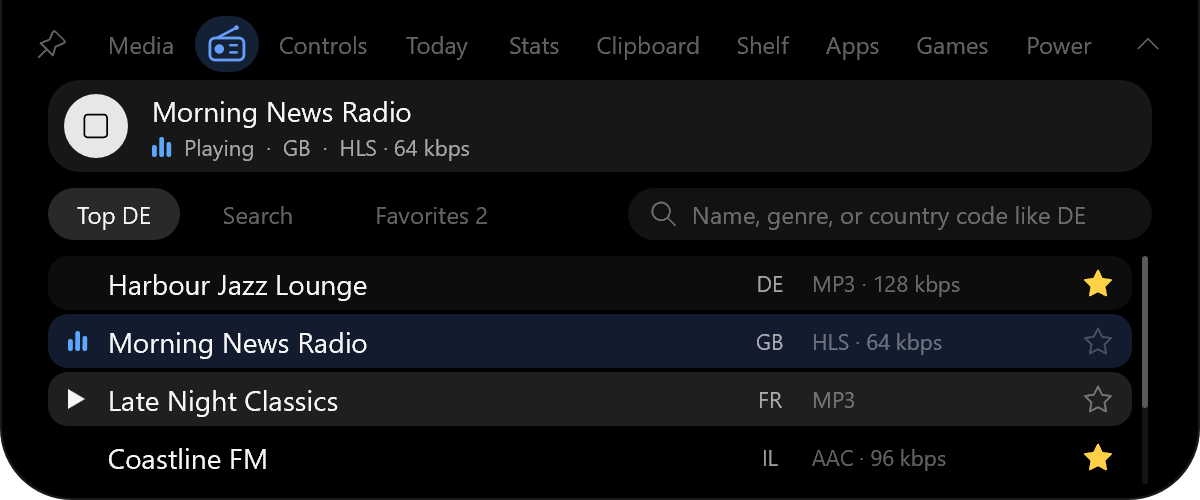 Media Controls Today Stats Clipboard Shelf Apps Games Power
Morning News Radio
Playing · GB · HLS · 64 kbps
Top DE Search Favorites 2 Name, genre, or country code like DE
Harbour Jazz Lounge DE MP3 · 128 kbps
Morning News Radio GB HLS · 64 kbps
Late Night Classics FR MP3
Coastline FM IL AAC · 96 kbps